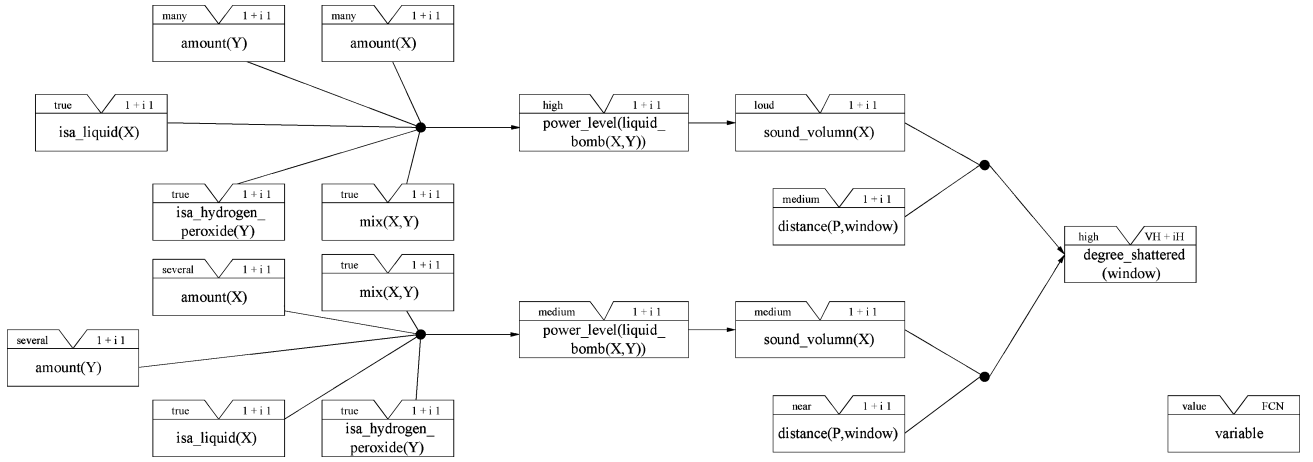 many 1 + i 1
amount(Y)
many 1 + i 1
amount(X)
true 1 + i 1
isa_liquid(X)
high 1 + i 1
power_level(liquid_
bomb(X,Y))
loud 1 + i 1
sound_volumn(X)
true 1 + i 1
isa_hydrogen_
peroxide(Y)
true 1 + i 1
mix(X,Y)
medium 1 + i 1
distance(P,window)
high VH + iH
degree_shattered
(window)
several 1 + i 1
amount(X)
true 1 + i 1
mix(X,Y)
medium 1 + i 1
power_level(liquid_
bomb(X,Y))
medium 1 + i 1
sound_volumn(X)
several 1 + i 1
amount(Y)
true 1 + i 1
isa_liquid(X)
true 1 + i 1
isa_hydrogen_
peroxide(Y)
near 1 + i 1
distance(P,window)
value FCN
variable